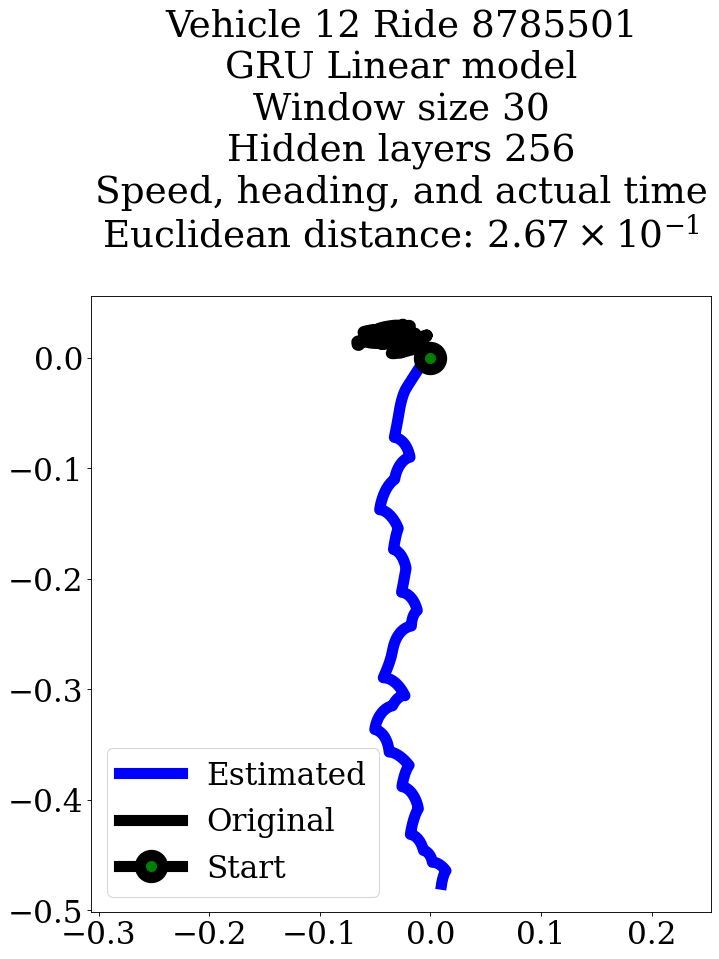 Vehicle 12 Ride 8785501
GRU Linear model
Window size 30
Hidden layers 256
Speed, heading, and actual time
Euclidean distance: 2.67 × 10⁻¹
0.0
−0.1
−0.2
−0.3
−0.4
−0.5
Estimated
Original
Start
−0.3 −0.2 −0.1 0.0 0.1 0.2